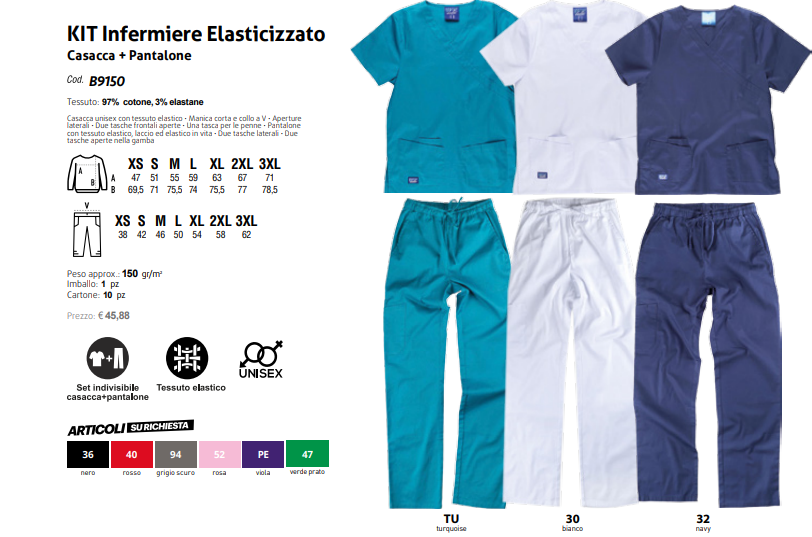 KIT Infermiere Elasticizzato
Casacca + Pantalone
Cod. B9150
Tessuto: 97% cotone, 3% elastane
Casacca unisex con tessuto elastico • Manica corta e collo a V • Aperture
laterali • Due tasche frontali aperte • Una tasca per le penne • Pantalone
con tessuto elastico, laccio ed elastico in vita • Due tasche laterali • Due
tasche aperte nella gamba
XS S M L XL 2XL 3XL
A 47 51 55 59 63 67 71
B 69,5 71 75,5 74 75,5 77 78,5
A
B
V
XS S M L XL 2XL 3XL
38 42 46 50 54 58 62
Peso approx.: 150 gr/m²
Imballo: 1 pz
Cartone: 10 pz
Prezzo: € 45,88
Set indivisibile
casacca+pantalone
Tessuto elastico
UNISEX
ARTICOLI SU RICHIESTA
36 40 94 52 PE 47
nero rosso grigio scuro rosa viola verde prato
TU 30 32
turquoise bianco navy